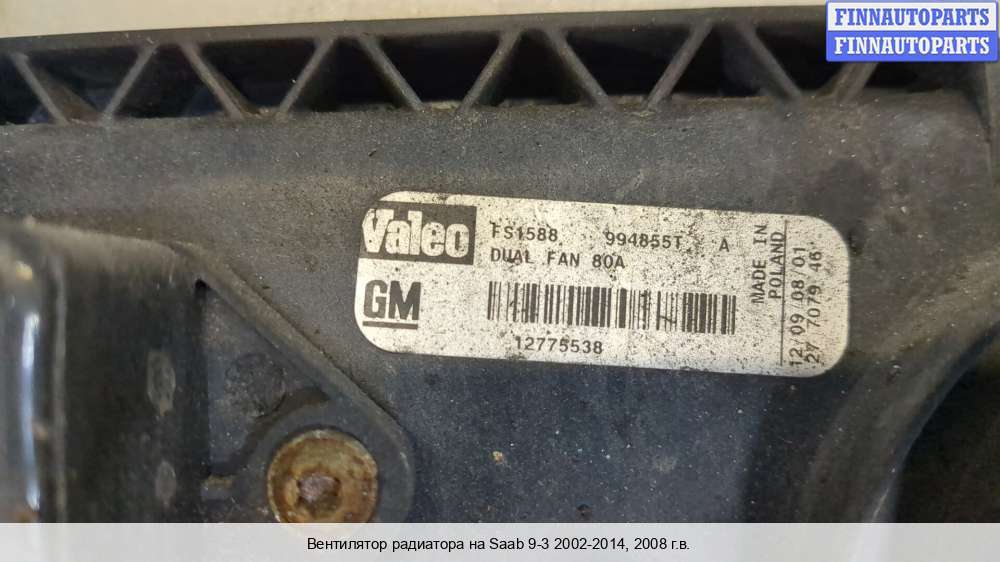 FINNAUTOPARTS
FINNAUTOPARTS
Valeo
FS1588 994855T A
DUAL FAN 80A
GM
12775538
MADE IN
POLAND
12/09/08/01
27 7079 46
Вентилятор радиатора на Saab 9-3 2002-2014, 2008 г.в.